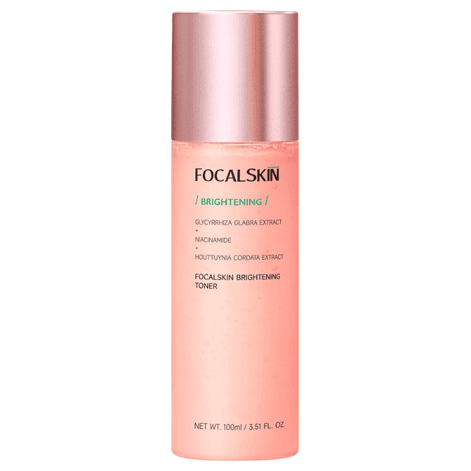 FOCALSKIN
/ BRIGHTENING /
GLYCYRRHIZA GLABRA EXTRACT
+
NIACINAMIDE
+
HOUTTUYNIA CORDATA EXTRACT
FOCALSKIN BRIGHTENING
TONER
NET WT. 100ml / 3.51 FL. OZ.